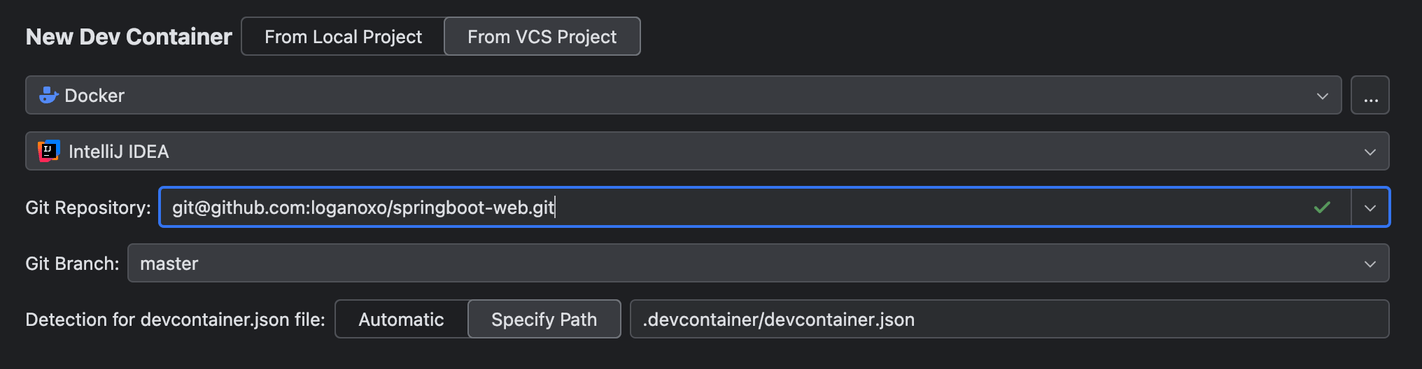 New Dev Container From Local Project From VCS Project
Docker ...
IntelliJ IDEA
Git Repository: git@github.com:loganoxo/springboot-web.git
Git Branch: master
Detection for devcontainer.json file: Automatic Specify Path .devcontainer/devcontainer.json